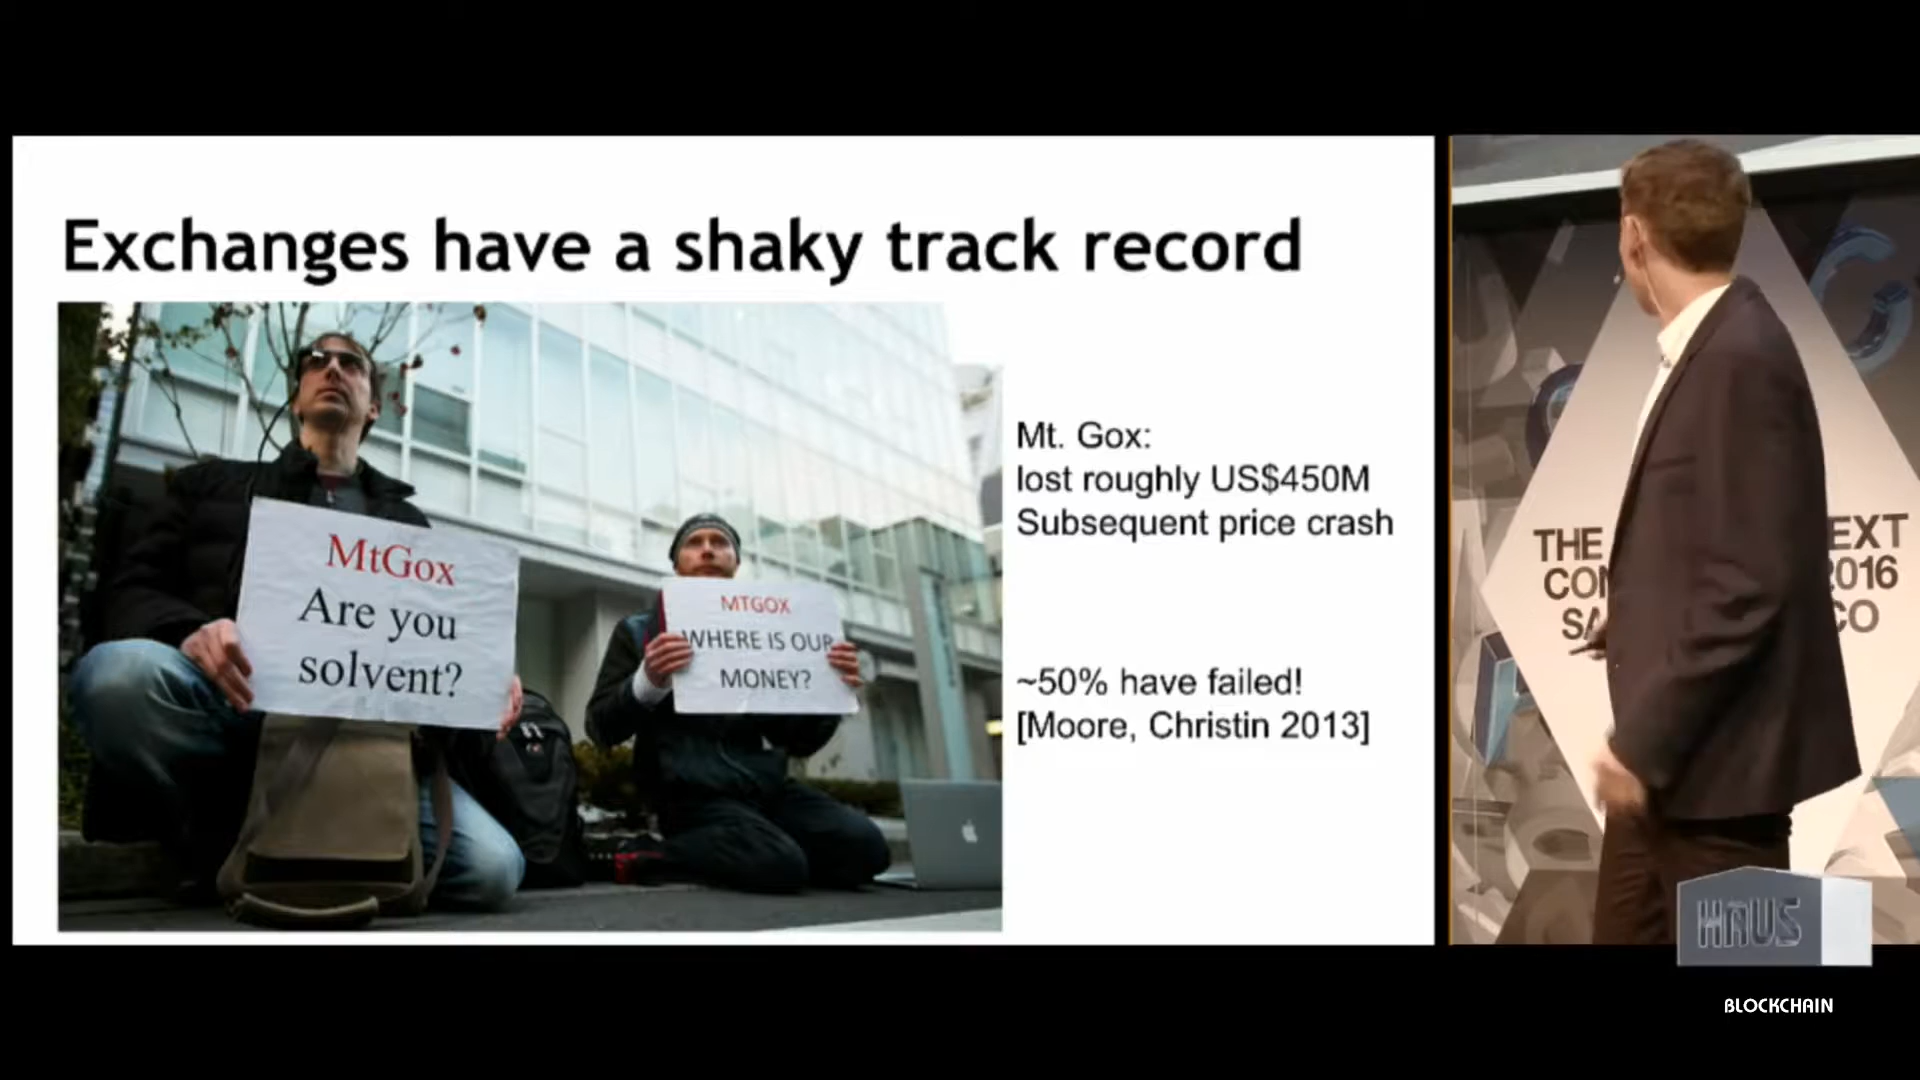 Exchanges have a shaky track record
MtGox
Are you
solvent?
MTGOX
WHERE IS OUR
MONEY?
Mt. Gox:
lost roughly US$450M
Subsequent price crash
~50% have failed!
[Moore, Christin 2013]
THE
EXT
CON
2016
SA
CO
HAUS
BLOCKCHAIN